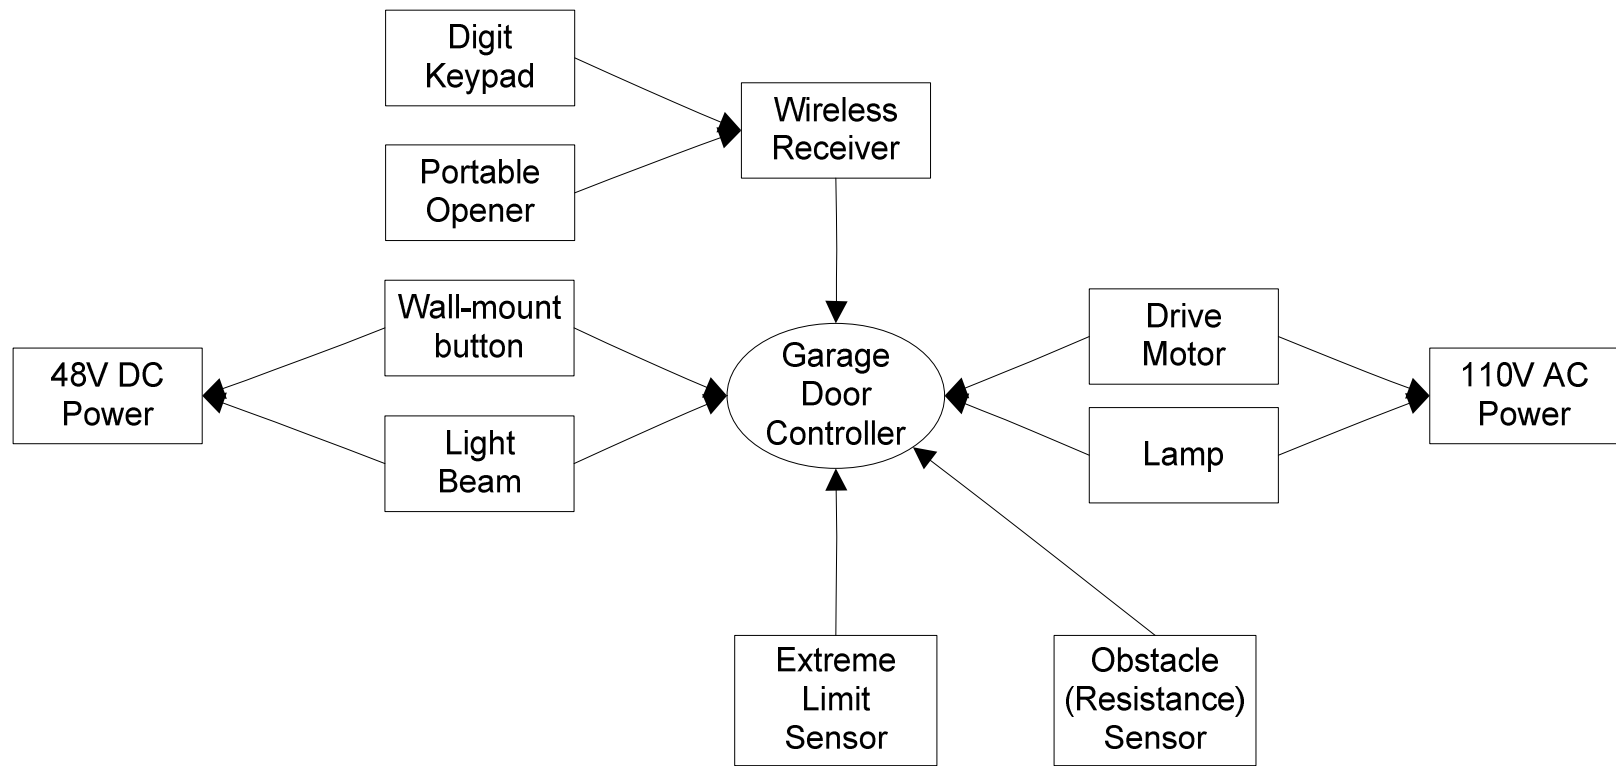 Digit
Keypad
Wireless
Receiver
Portable
Opener
Wall-mount
button
48V DC
Power
Light
Beam
Garage
Door
Controller
Drive
Motor
110V AC
Power
Lamp
Extreme
Limit
Sensor
Obstacle
(Resistance)
Sensor